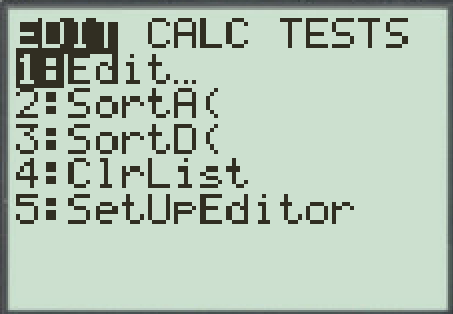 EDIT CALC TESTS
1:Edit…
2:SortA(
3:SortD(
4:ClrList
5:SetUpEditor